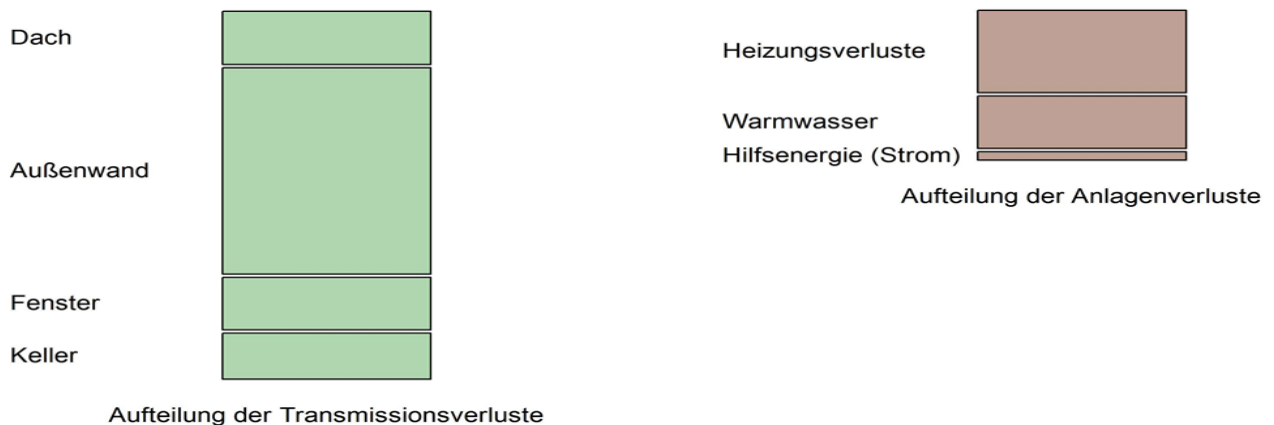 Dach
Außenwand
Fenster
Keller
Aufteilung der Transmissionsverluste
Heizungsverluste
Warmwasser
Hilfsenergie (Strom)
Aufteilung der Anlagenverluste